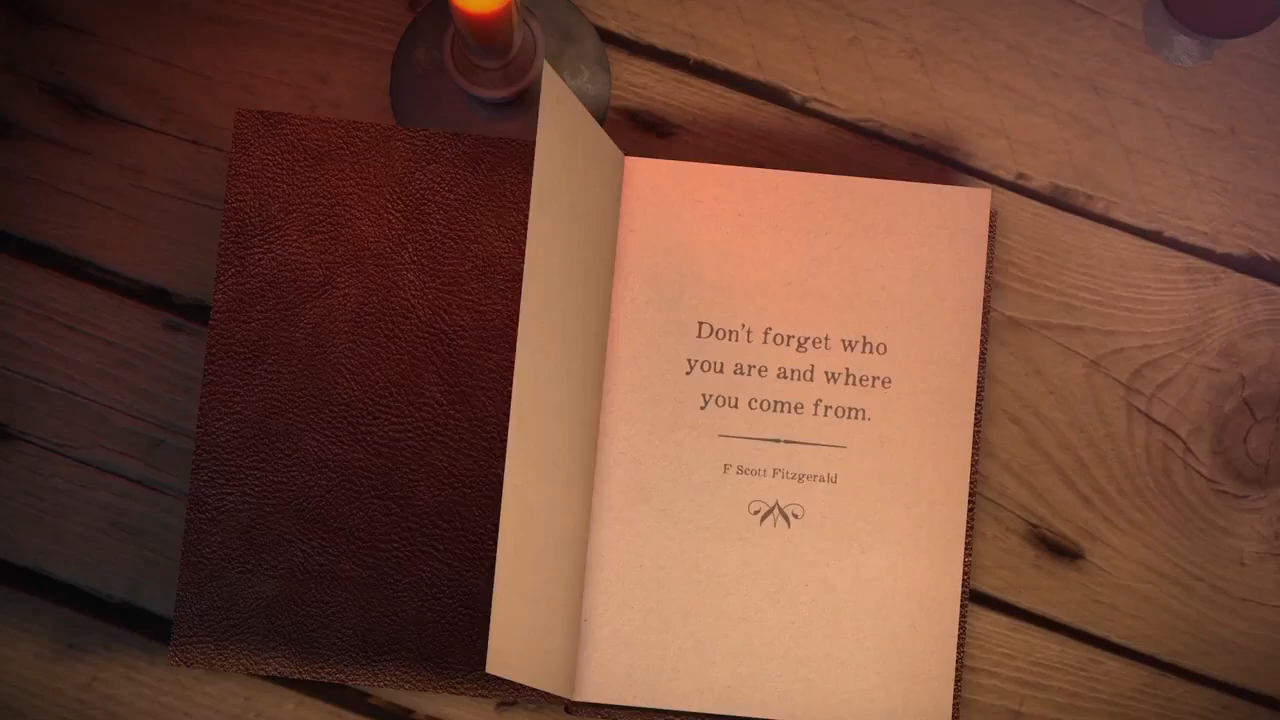 Don't forget who
you are and where
you come from.
F Scott Fitzgerald